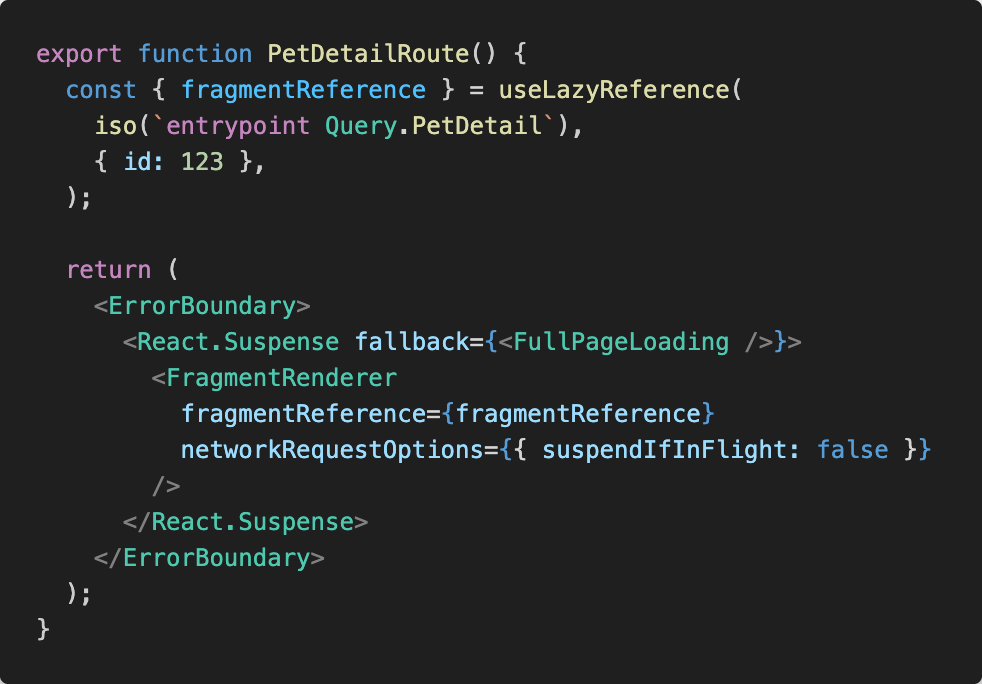 export function PetDetailRoute() {
  const { fragmentReference } = useLazyReference(
    iso(`entrypoint Query.PetDetail`),
    { id: 123 },
  );

  return (
    <ErrorBoundary>
      <React.Suspense fallback={<FullPageLoading />}>
        <FragmentRenderer
          fragmentReference={fragmentReference}
          networkRequestOptions={{ suspendIfInFlight: false }}
        />
      </React.Suspense>
    </ErrorBoundary>
  );
}